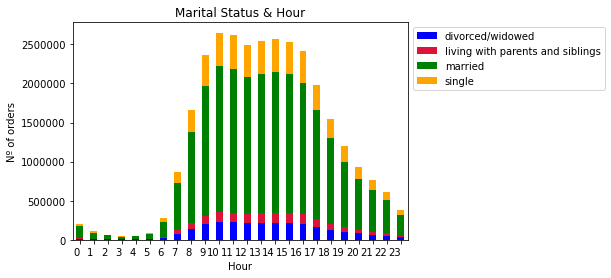 Marital Status & Hour
divorced/widowed
living with parents and siblings
married
single
Nº of orders
2500000
2000000
1500000
1000000
500000
0
0 1 2 3 4 5 6 7 8 9 10 11 12 13 14 15 16 17 18 19 20 21 22 23
Hour